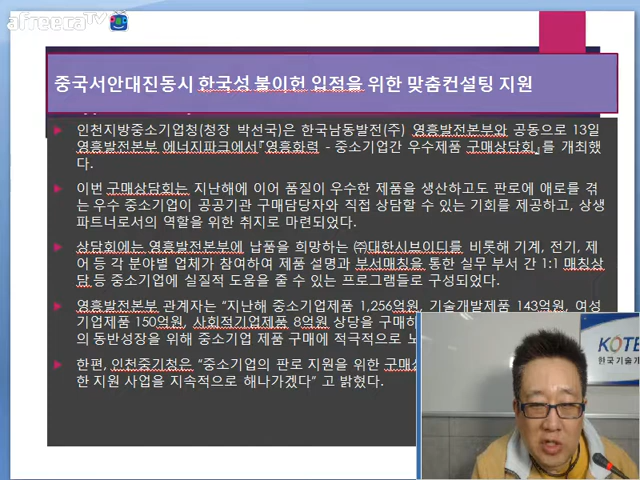 afreecaTV
중국서안대진동시 한국성 불이헌 입점을 위한 맞춤컨설팅 지원
인천지방중소기업청(청장 박선국)은 한국남동발전(주) 영흥발전본부와 공동으로 13일
영흥발전본부 에너지파크에서『영흥화력 - 중소기업간 우수제품 구매상담회』를 개최했
다.
이번 구매상담회는 지난해에 이어 품질이 우수한 제품을 생산하고도 판로에 애로를 겪
는 우수 중소기업이 공공기관 구매담당자와 직접 상담할 수 있는 기회를 제공하고, 상생
파트너로서의 역할을 위한 취지로 마련되었다.
상담회에는 영흥발전본부에 납품을 희망하는 ㈜대한시브이디를 비롯해 기계, 전기, 제
어 등 각 분야별 업체가 참여하여 제품 설명과 부서매칭을 통한 실무 부서 간 1:1 매칭상
담 등 중소기업에 실질적 도움을 줄 수 있는 프로그램들로 구성되었다.
영흥발전본부 관계자는 “지난해 중소기업제품 1,256억원, 기술개발제품 143억원, 여성
기업제품 150억원, 사회적기업제품 8억원 상당을 구매하
의 동반성장을 위해 중소기업 제품 구매에 적극적으로
한편, 인천중기청은 “중소기업의 판로 지원을 위한
한 지원 사업을 지속적으로 해나가겠다” 고 밝혔다.
KOTE
한국기술